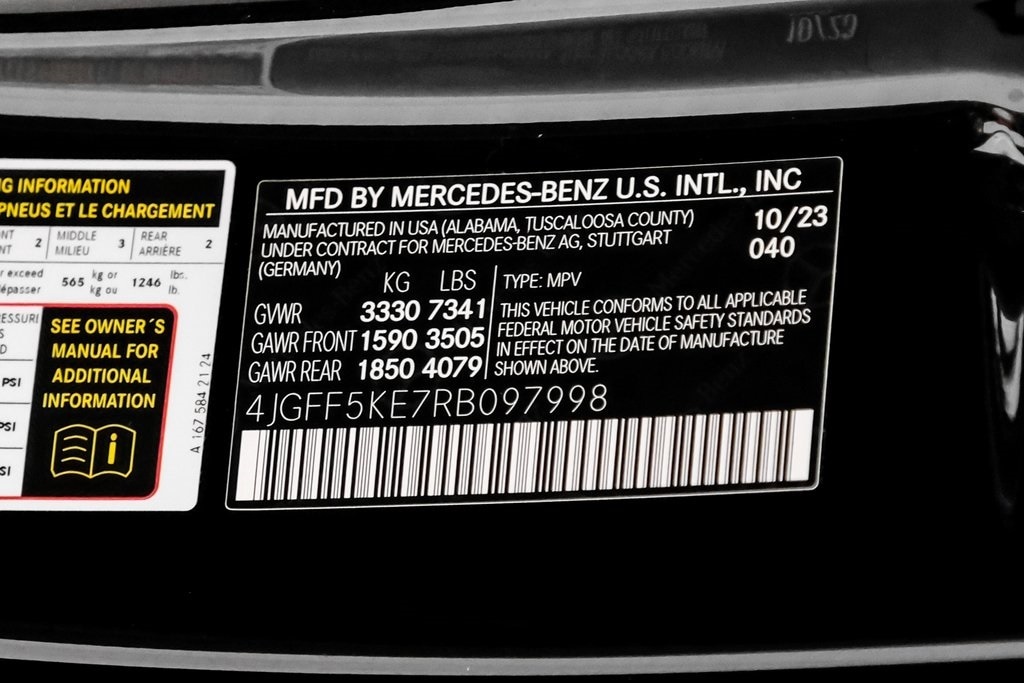 G INFORMATION
PNEUS ET LE CHARGEMENT
2 MIDDLE 3 REAR 2
MILIEU ARRIÈRE
exceed 565 kg or 1246 lbs.
kg ou lb.
SEE OWNER´S
MANUAL FOR
ADDITIONAL
INFORMATION
PSI
PSI
i
A 167 584 21 24
MFD BY MERCEDES-BENZ U.S. INTL., INC
MANUFACTURED IN USA (ALABAMA, TUSCALOOSA COUNTY) 10/23
UNDER CONTRACT FOR MERCEDES-BENZ AG, STUTTGART 040
(GERMANY)
KG LBS TYPE: MPV
GVWR 3330 7341 THIS VEHICLE CONFORMS TO ALL APPLICABLE
GAWR FRONT 1590 3505 FEDERAL MOTOR VEHICLE SAFETY STANDARDS
IN EFFECT ON THE DATE OF MANUFACTURE
GAWR REAR 1850 4079 SHOWN ABOVE.
4JGFF5KE7RB097998